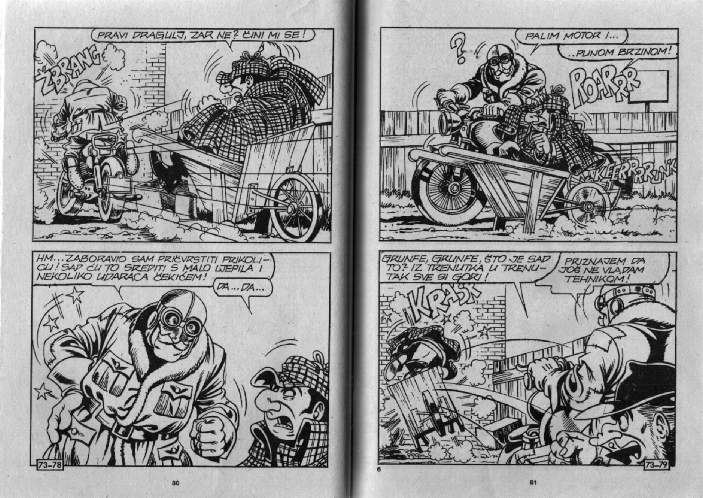 PRAVI DRAGULJ, ZAR NE? ČINI MI SE!
ZBRANG
HM... ZABORAVIO SAM PRIČVRSTITI PRIKOLI-
CU! SAD ĆU TO SREDITI S MALO LJEPILA I
NEKOLIKO UDARACA ČEKIĆEM!
DA... DA...
73-78
80
?
PALIM MOTOR I...
...PUNOM BRZINOM!
ROARRR
GRUNFE, GRUNFE, ŠTO JE SAD
TO? IZ TRENUTKA U TRENU-
TAK SVE SI GORI!
PRIZNAJEM DA
JOŠ NE VLADAM
TEHNIKOM!
KRASK
6
73-79
81